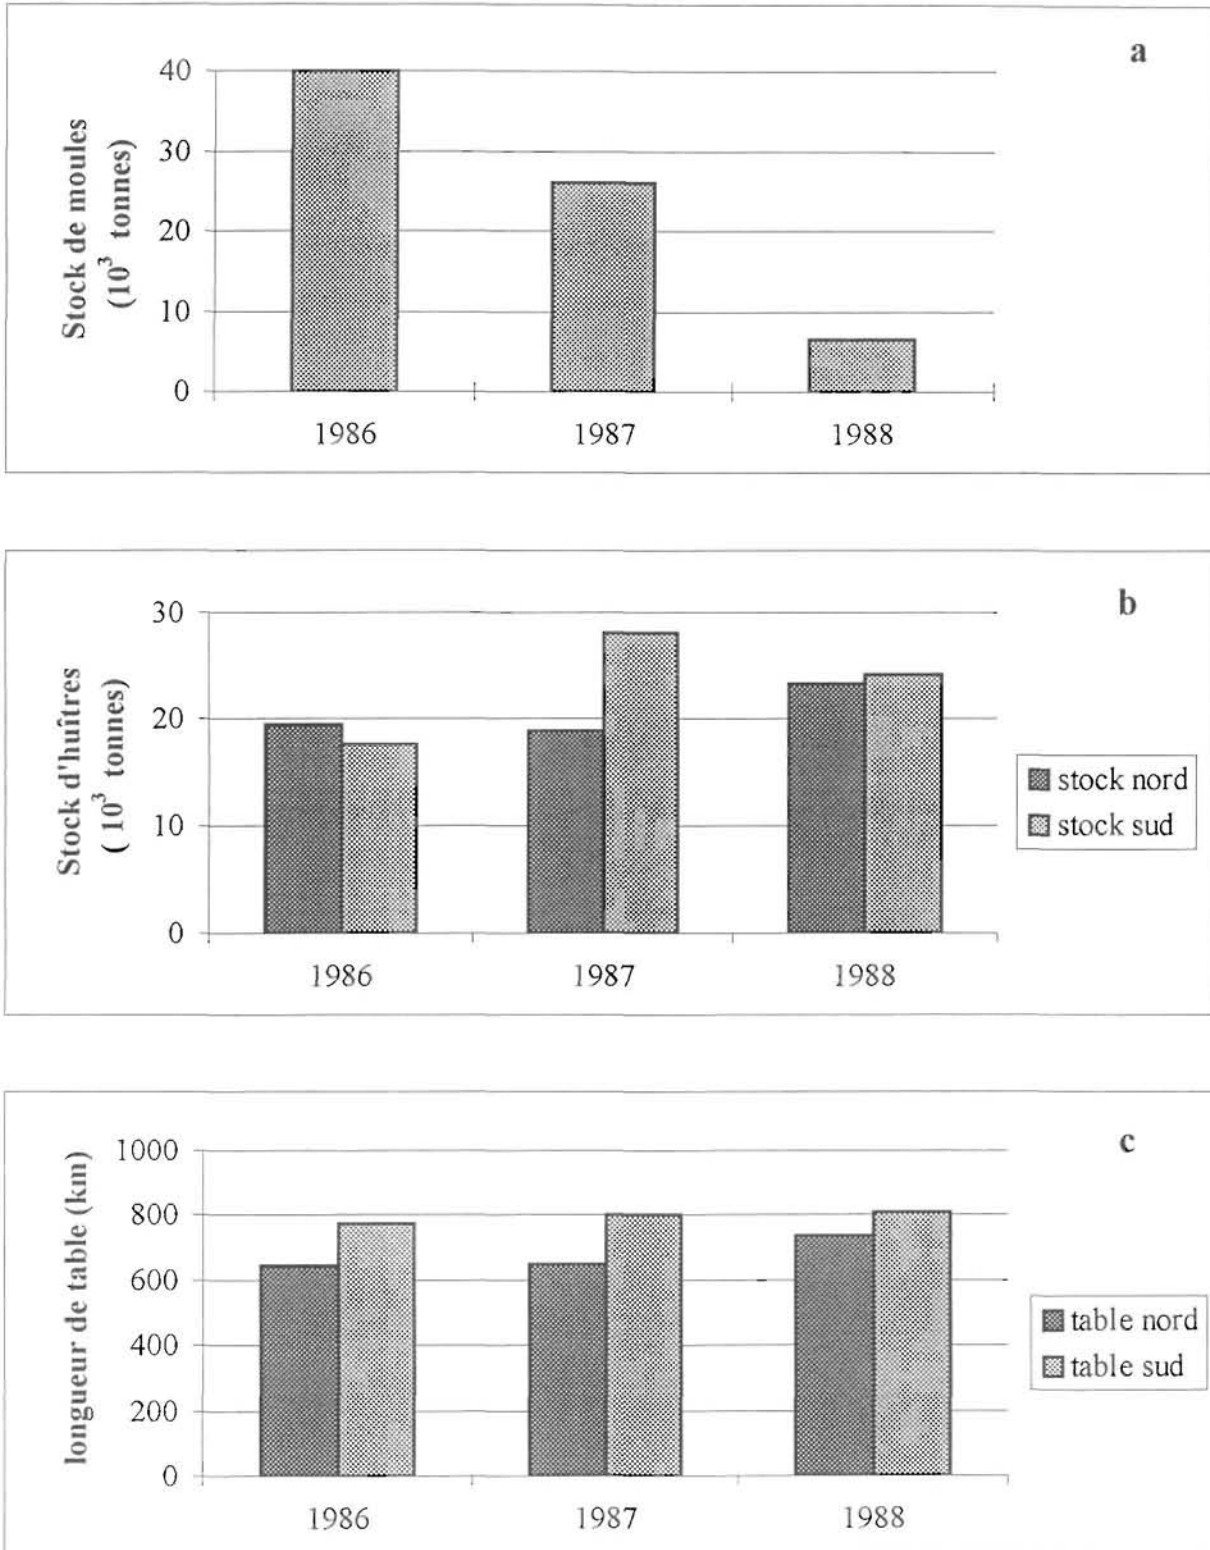 a
Stock de moules
(10³ tonnes)
40
30
20
10
0
1986 1987 1988
b
Stock d'huîtres
( 10³ tonnes)
30
20
10
0
1986 1987 1988
stock nord
stock sud
c
longueur de table (km)
1000
800
600
400
200
0
1986 1987 1988
table nord
table sud